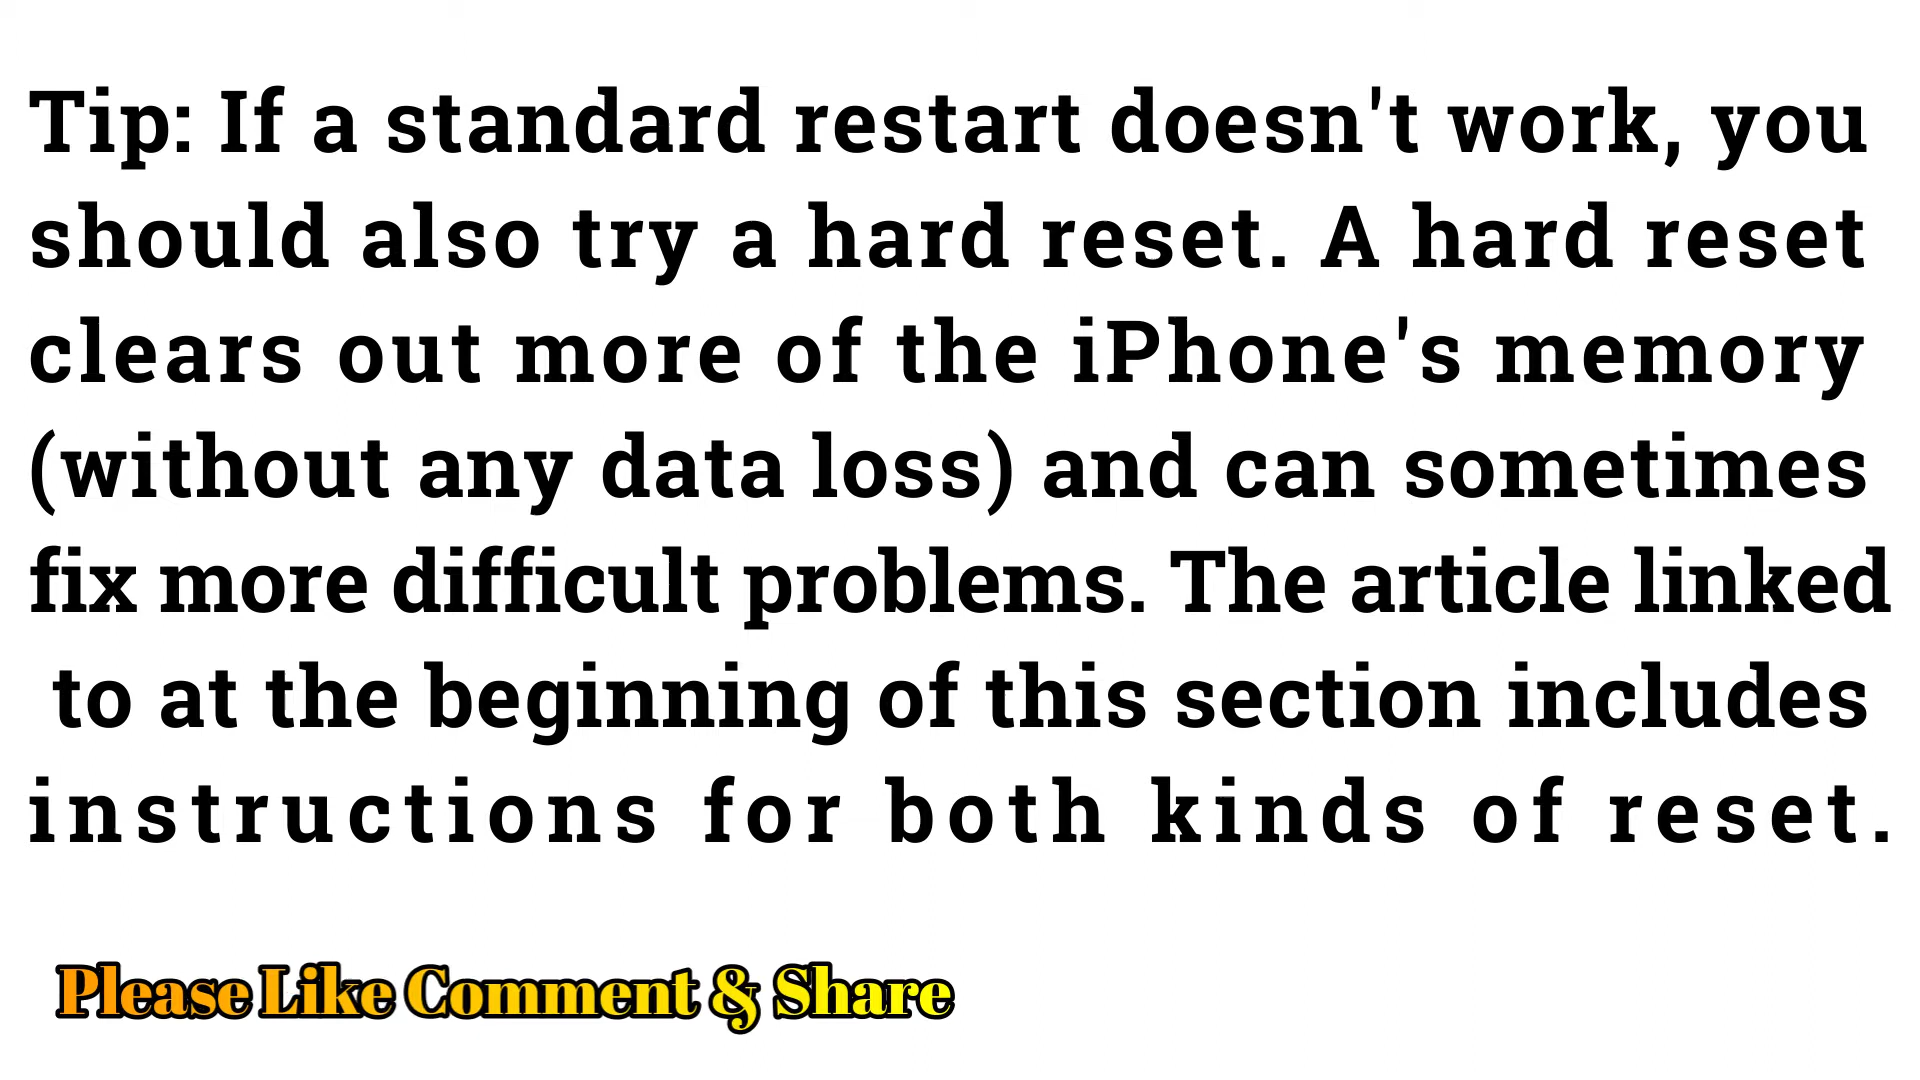 Tip: If a standard restart doesn't work, you
should also try a hard reset. A hard reset
clears out more of the iPhone's memory
(without any data loss) and can sometimes
fix more difficult problems. The article linked
to at the beginning of this section includes
instructions for both kinds of reset.
Please Like Comment & Share